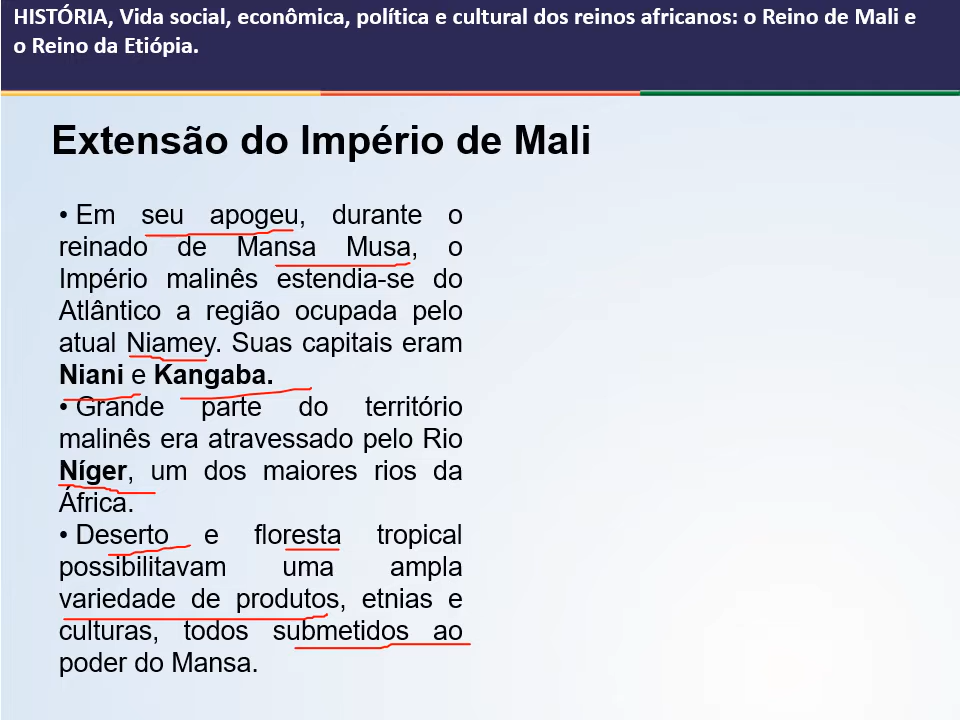 HISTÓRIA, Vida social, econômica, política e cultural dos reinos africanos: o Reino de Mali e
o Reino da Etiópia.
Extensão do Império de Mali
• Em seu apogeu, durante o
reinado de Mansa Musa, o
Império malinês estendia-se do
Atlântico a região ocupada pelo
atual Niamey. Suas capitais eram
Niani e Kangaba.
• Grande parte do território
malinês era atravessado pelo Rio
Níger, um dos maiores rios da
África.
• Deserto e floresta tropical
possibilitavam uma ampla
variedade de produtos, etnias e
culturas, todos submetidos ao
poder do Mansa.